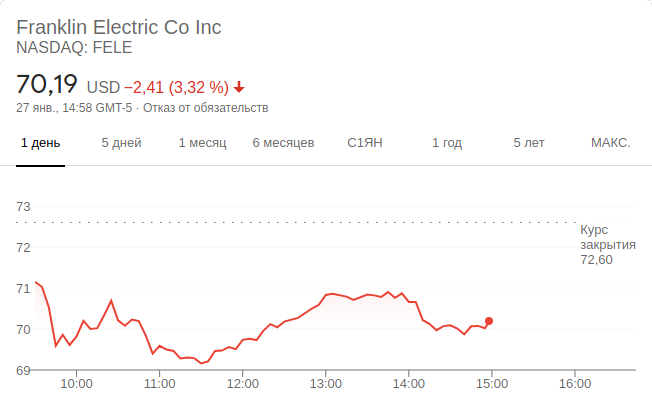 Franklin Electric Co Inc
NASDAQ: FELE
70,19 USD −2,41 (3,32 %)
27 янв., 14:58 GMT-5 · Отказ от обязательств
1 день 5 дней 1 месяц 6 месяцев С1ЯН 1 год 5 лет МАКС.
73
Курс
закрытия
72,60
72
71
70
69
10:00 11:00 12:00 13:00 14:00 15:00 16:00